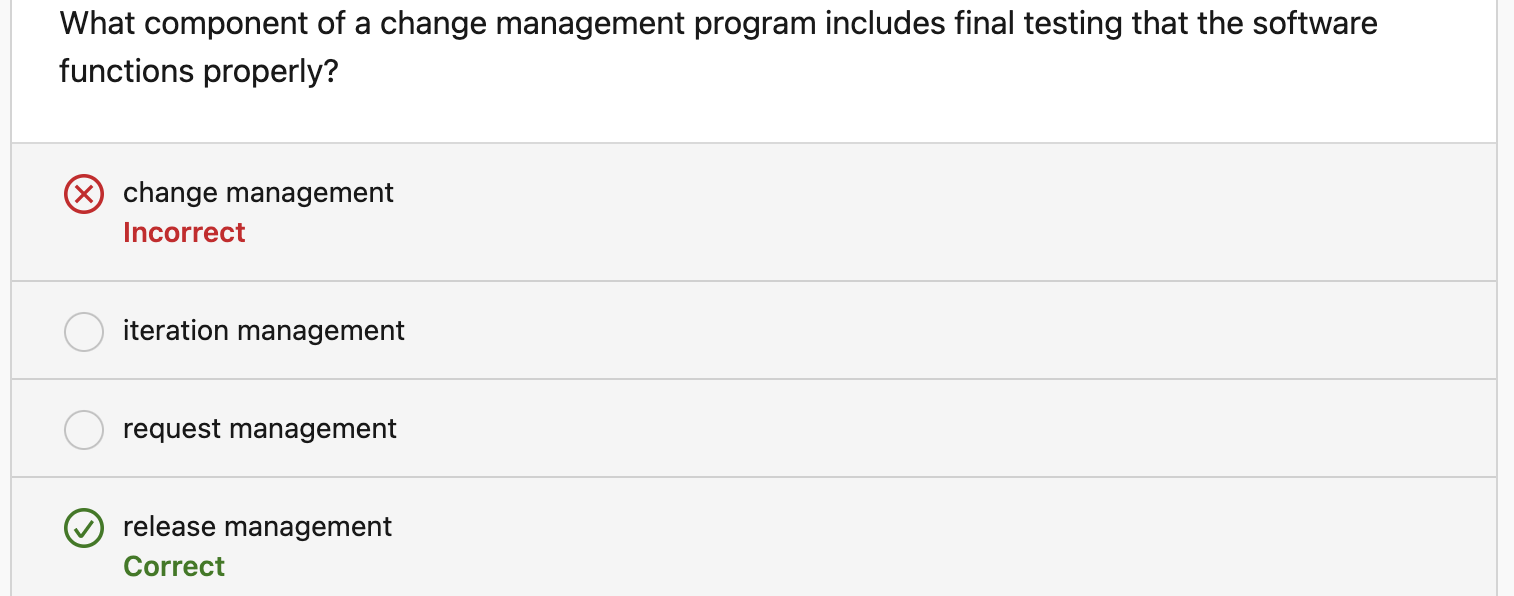 What component of a change management program includes final testing that the software
functions properly?
change management
Incorrect
iteration management
request management
release management
Correct